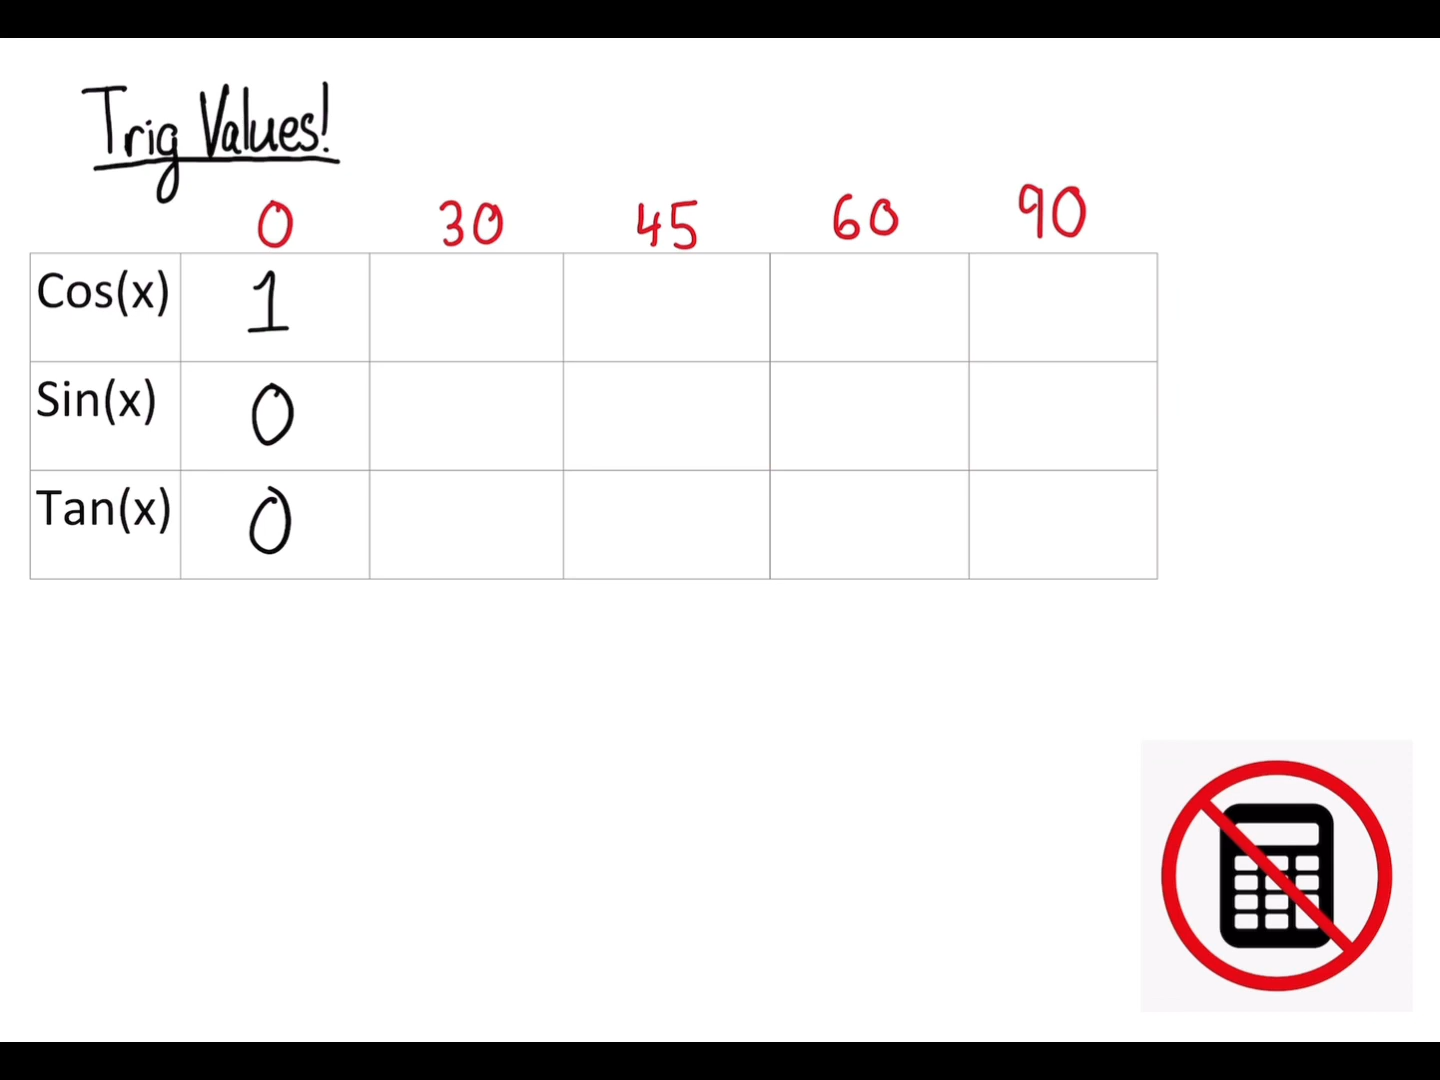 Trig Values!
0 30 45 60 90
Cos(x) 1
Sin(x) 0
Tan(x) 0